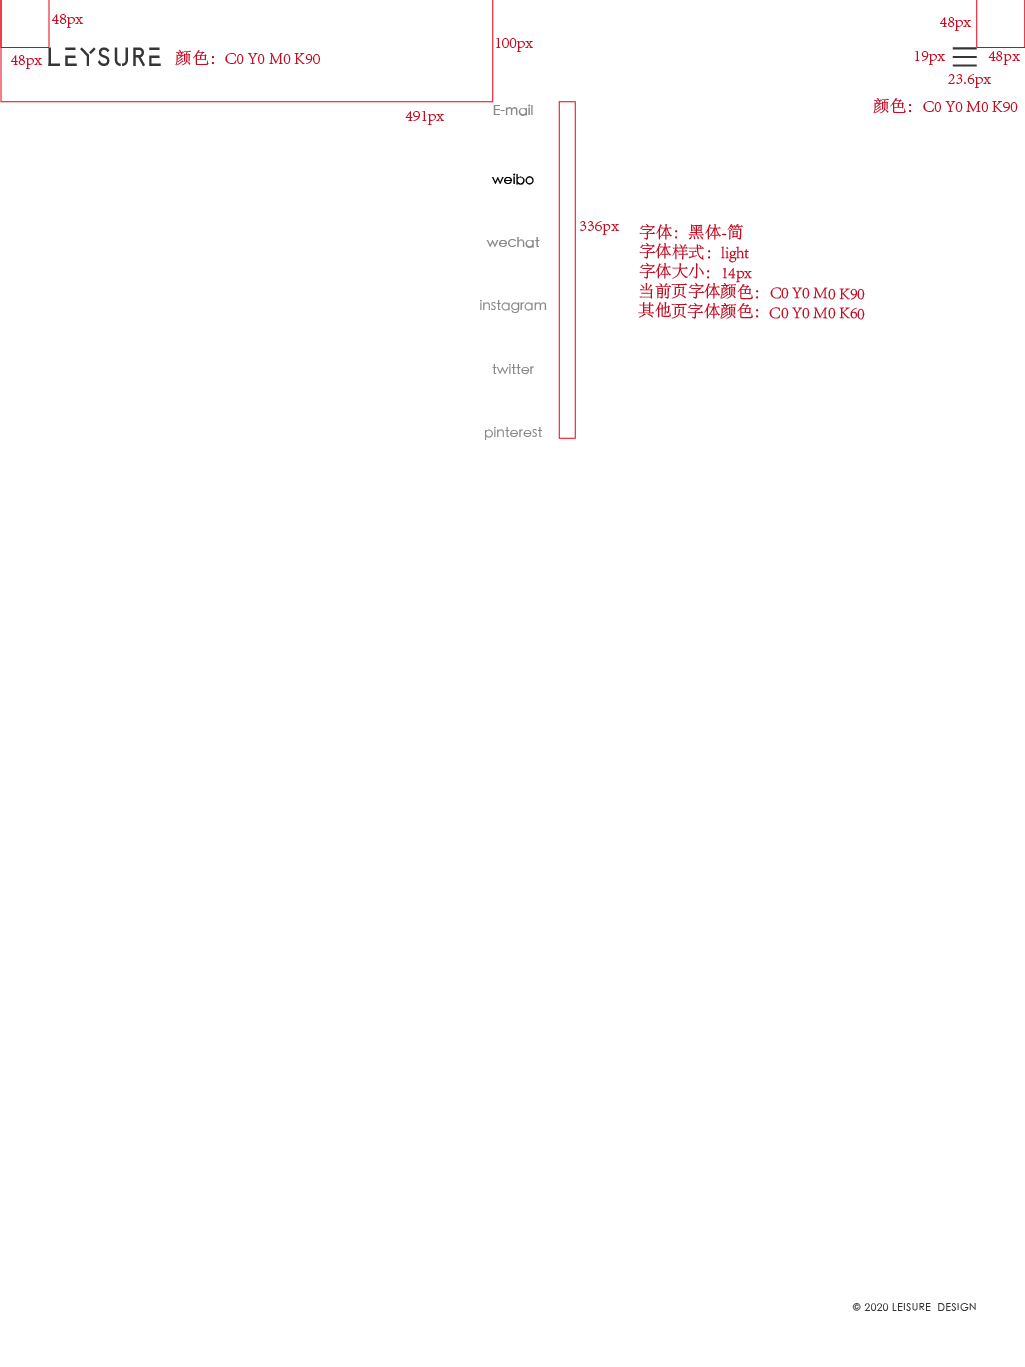 48px
48px
48px LEYSURE 颜色：C0 Y0 M0 K90
100px
19px
48px
23.6px
颜色：C0 Y0 M0 K90
491px
E-mail
weibo
wechat
instagram
twitter
pinterest
336px
字体：黑体-简
字体样式：light
字体大小：14px
当前页字体颜色：C0 Y0 M0 K90
其他页字体颜色：C0 Y0 M0 K60
© 2020 LEISURE DESIGN